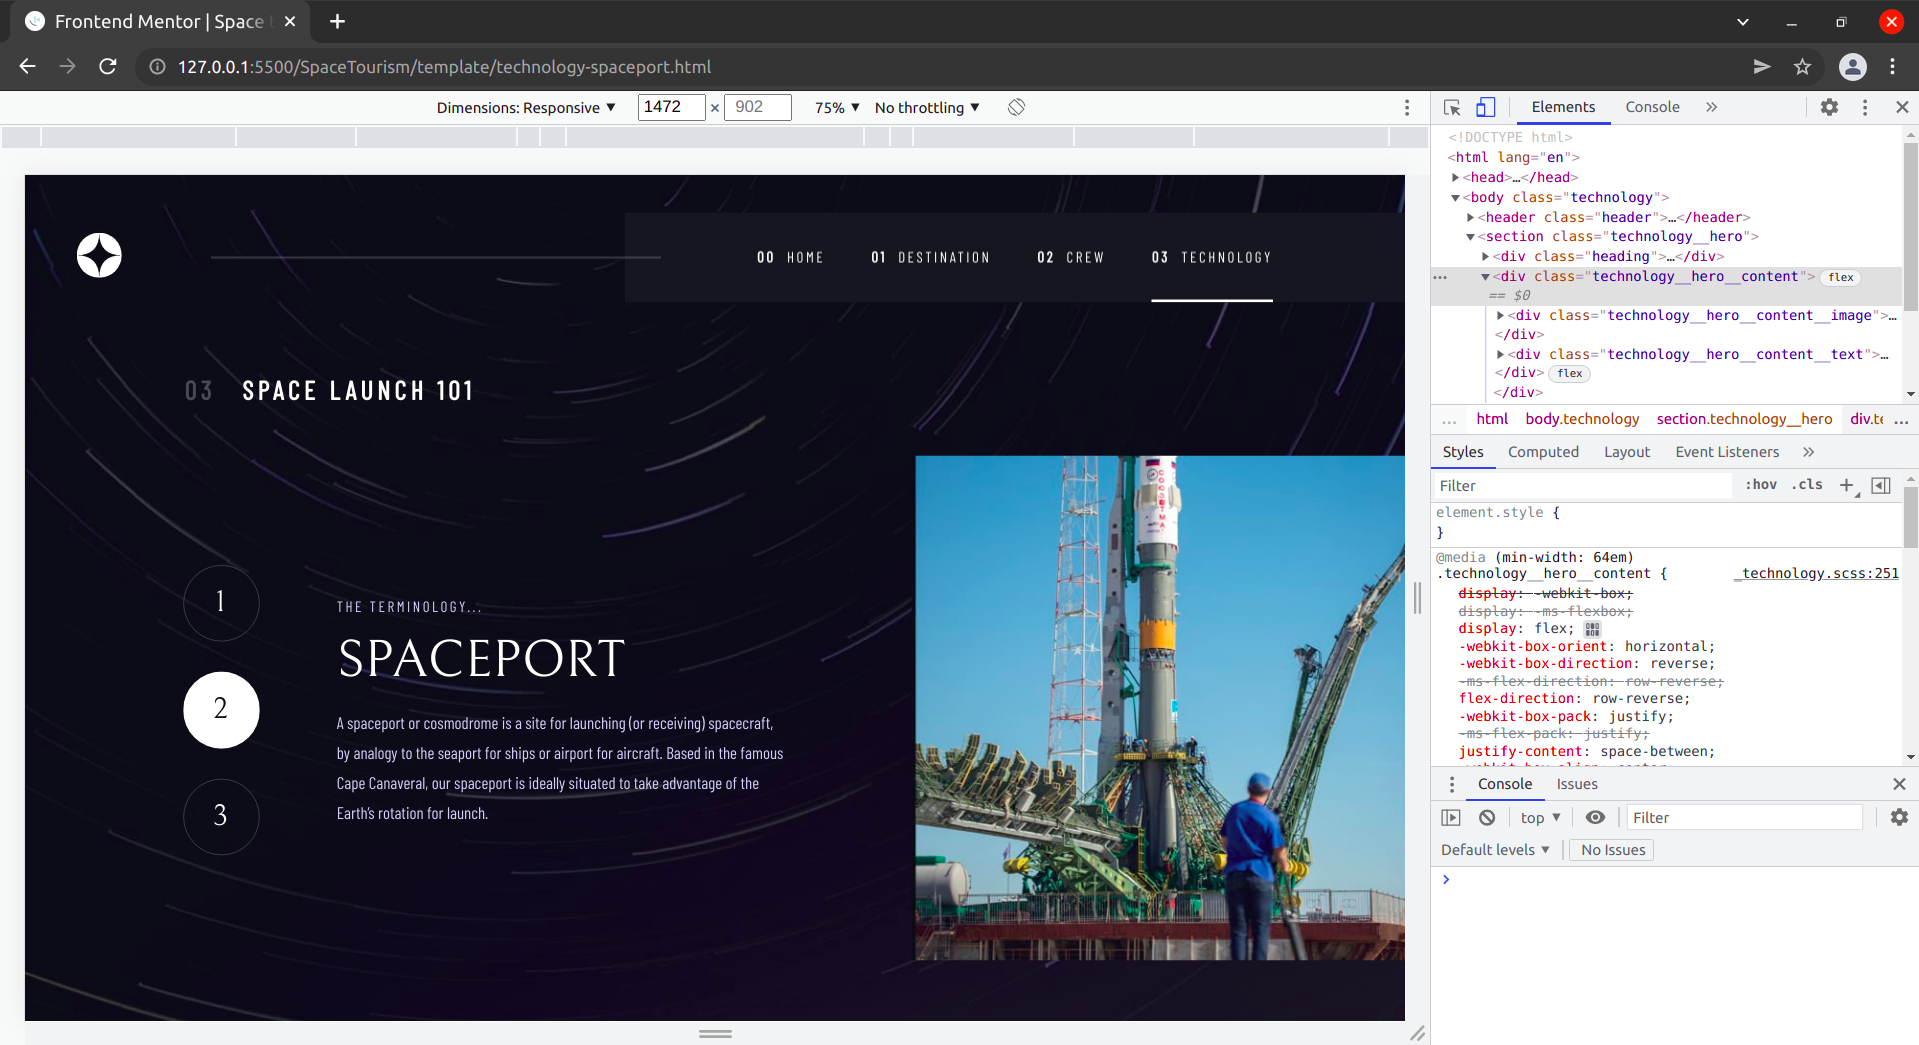 Frontend Mentor | Space
127.0.0.1:5500/SpaceTourism/template/technology-spaceport.html
Dimensions: Responsive ▼ 1472 × 902 75% ▼ No throttling ▼
00 HOME 01 DESTINATION 02 CREW 03 TECHNOLOGY
03 SPACE LAUNCH 101
1
2
3
THE TERMINOLOGY...
SPACEPORT
A spaceport or cosmodrome is a site for launching (or receiving) spacecraft,
by analogy to the seaport for ships or airport for aircraft. Based in the famous
Cape Canaveral, our spaceport is ideally situated to take advantage of the
Earth's rotation for launch.
Elements Console »
<!DOCTYPE html>
<html lang="en">
▶<head>…</head>
▼<body class="technology">
▶<header class="header">…</header>
▼<section class="technology__hero">
▶<div class="heading">…</div>
… ▼<div class="technology__hero__content"> flex
== $0
▶<div class="technology__hero__content__image">…
</div>
▶<div class="technology__hero__content__text">…
</div> flex
</div>
… html body.technology section.technology__hero div.te …
Styles Computed Layout Event Listeners »
Filter :hov .cls +
element.style {
}
@media (min-width: 64em)
.technology__hero__content { _technology.scss:251
display: -webkit-box;
display: -ms-flexbox;
display: flex;
-webkit-box-orient: horizontal;
-webkit-box-direction: reverse;
-ms-flex-direction: row-reverse;
flex-direction: row-reverse;
-webkit-box-pack: justify;
-ms-flex-pack: justify;
justify-content: space-between;
Console Issues
top ▼ Filter
Default levels ▼ No Issues